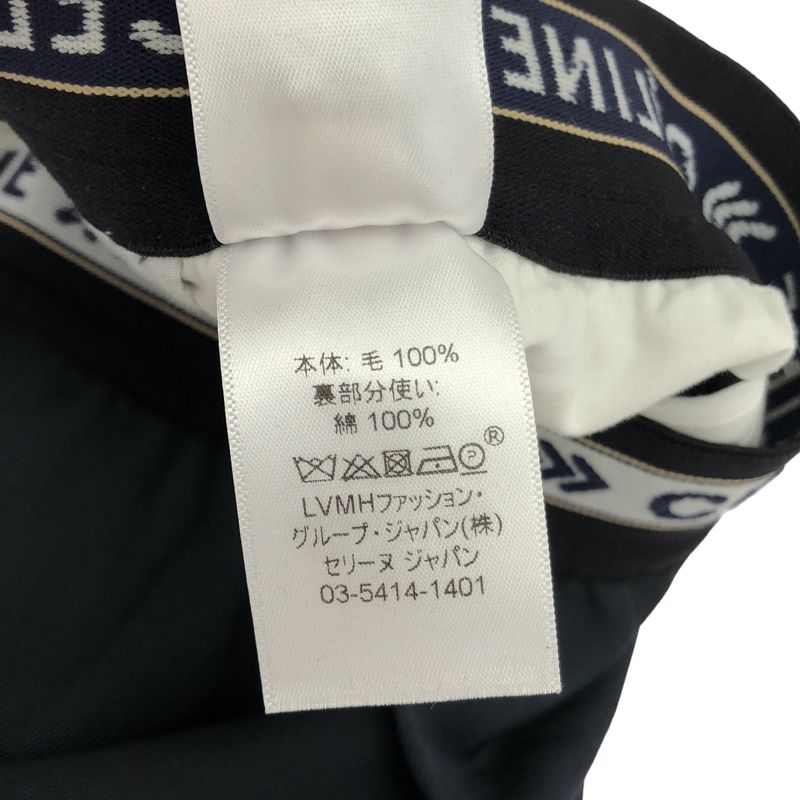 LINE
LINE
本体: 毛 100%
裏部分使い:
綿 100%
P ®
LVMHファッション・
グループ・ジャパン(株)
セリーヌ ジャパン
03-5414-1401